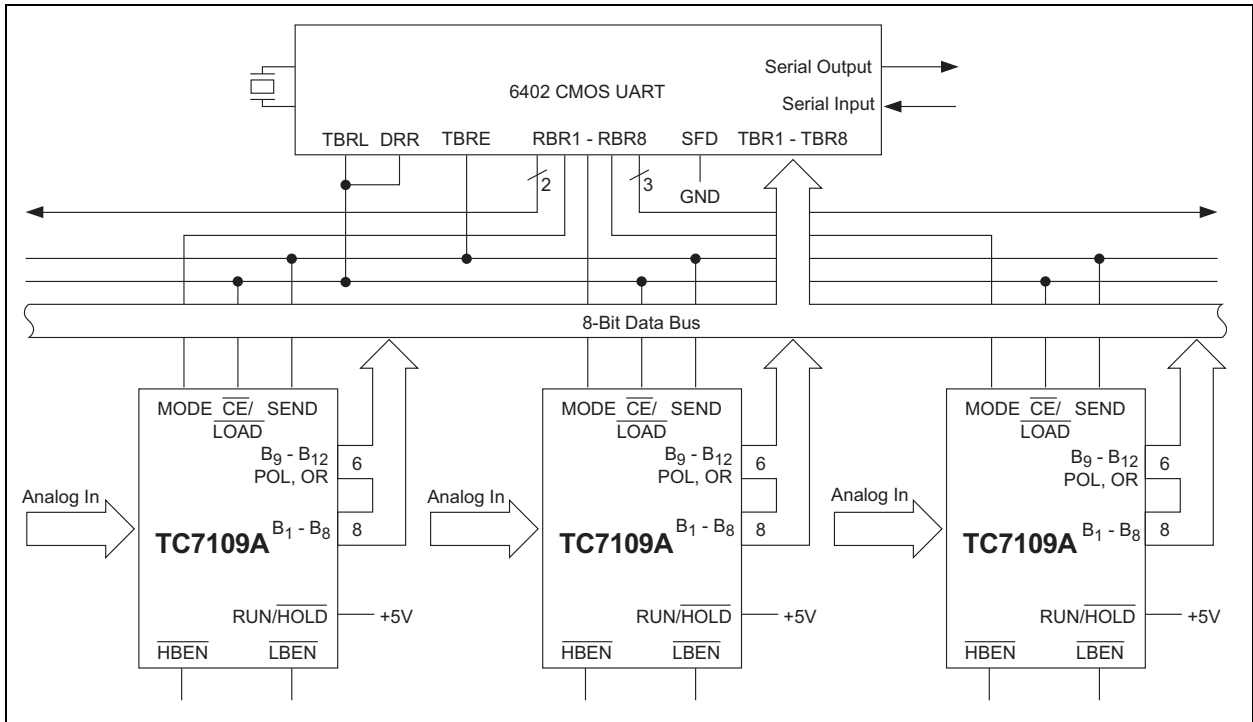 Serial Output
6402 CMOS UART
Serial Input
TBRL DRR TBRE RBR1 - RBR8 SFD TBR1 - TBR8
2 3
GND
8-Bit Data Bus
MODE CE/ SEND
LOAD
B9 - B12 6
POL, OR
Analog In
B1 - B8 8
TC7109A
RUN/HOLD +5V
HBEN LBEN
MODE CE/ SEND
LOAD
B9 - B12 6
POL, OR
Analog In
B1 - B8 8
TC7109A
RUN/HOLD +5V
HBEN LBEN
MODE CE/ SEND
LOAD
B9 - B12 6
POL, OR
Analog In
B1 - B8 8
TC7109A
RUN/HOLD +5V
HBEN LBEN